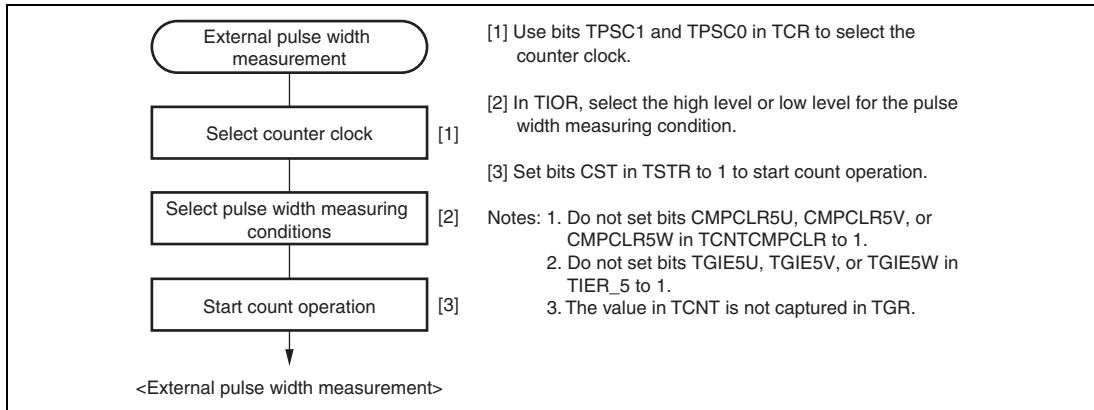 External pulse width
measurement
Select counter clock
[1]
Select pulse width measuring
conditions
[2]
Start count operation
[3]
<External pulse width measurement>
[1] Use bits TPSC1 and TPSC0 in TCR to select the
counter clock.
[2] In TIOR, select the high level or low level for the pulse
width measuring condition.
[3] Set bits CST in TSTR to 1 to start count operation.
Notes: 1. Do not set bits CMPCLR5U, CMPCLR5V, or
CMPCLR5W in TCNTCMPCLR to 1.
2. Do not set bits TGIE5U, TGIE5V, or TGIE5W in
TIER_5 to 1.
3. The value in TCNT is not captured in TGR.